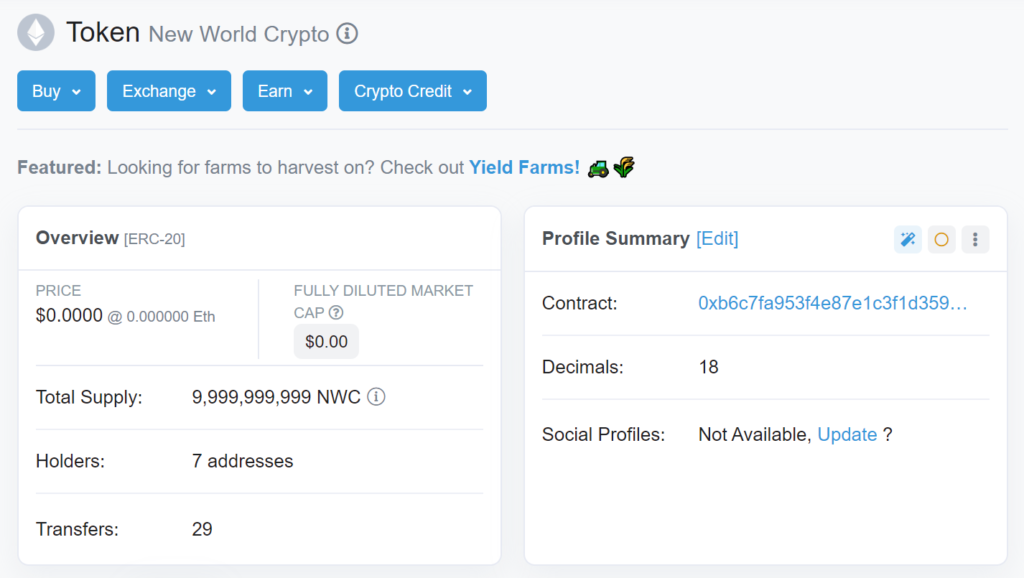 Token New World Crypto
Buy Exchange Earn Crypto Credit
Featured: Looking for farms to harvest on? Check out Yield Farms!
Overview [ERC-20]
PRICE
$0.0000 @ 0.000000 Eth
FULLY DILUTED MARKET
CAP
$0.00
Total Supply: 9,999,999,999 NWC
Holders: 7 addresses
Transfers: 29
Profile Summary [Edit]
Contract: 0xb6c7fa953f4e87e1c3f1d359...
Decimals: 18
Social Profiles: Not Available, Update ?